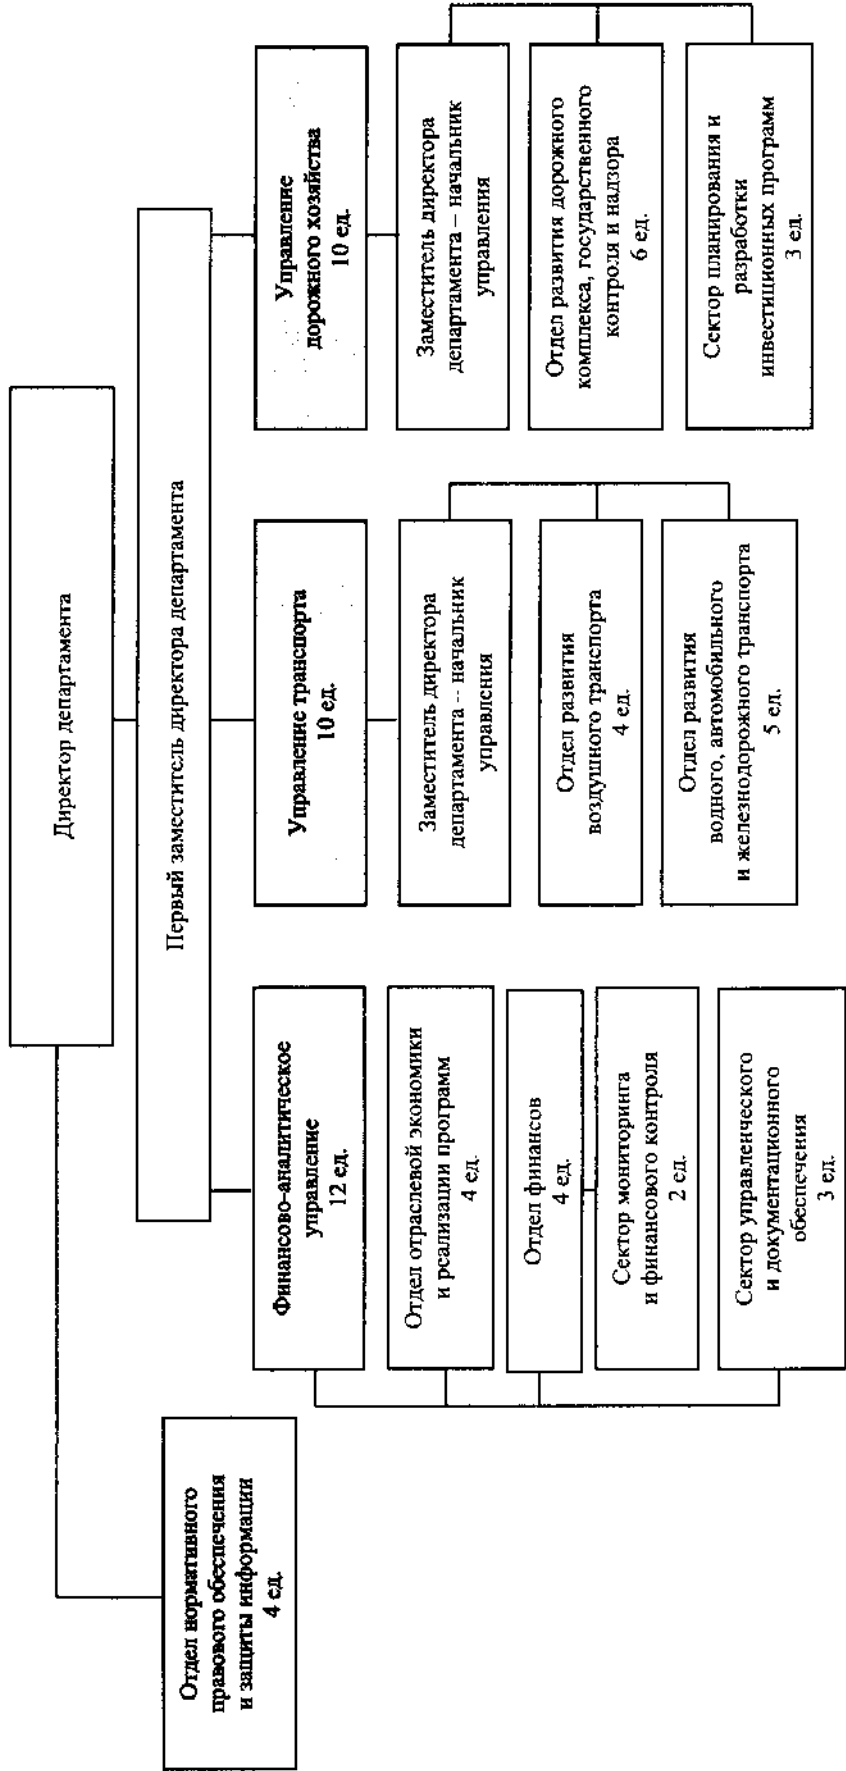 Директор департамента
Первый заместитель директора департамента
Отдел нормативного
правового обеспечения
и защиты информации
4 ед.
Финансово-аналитическое
управление
12 ед.
Отдел отраслевой экономики
и реализации программ
4 ед.
Отдел финансов
4 ед.
Сектор мониторинга
и финансового контроля
2 ед.
Сектор управленческого
и документационного
обеспечения
3 ед.
Управление транспорта
10 ед.
Заместитель директора
департамента – начальник
управления
Отдел развития
воздушного транспорта
4 ед.
Отдел развития
водного, автомобильного
и железнодорожного транспорта
5 ед.
Управление
дорожного хозяйства
10 ед.
Заместитель директора
департамента – начальник
управления
Отдел развития дорожного
комплекса, государственного
контроля и надзора
6 ед.
Сектор планирования и
разработки
инвестиционных программ
3 ед.